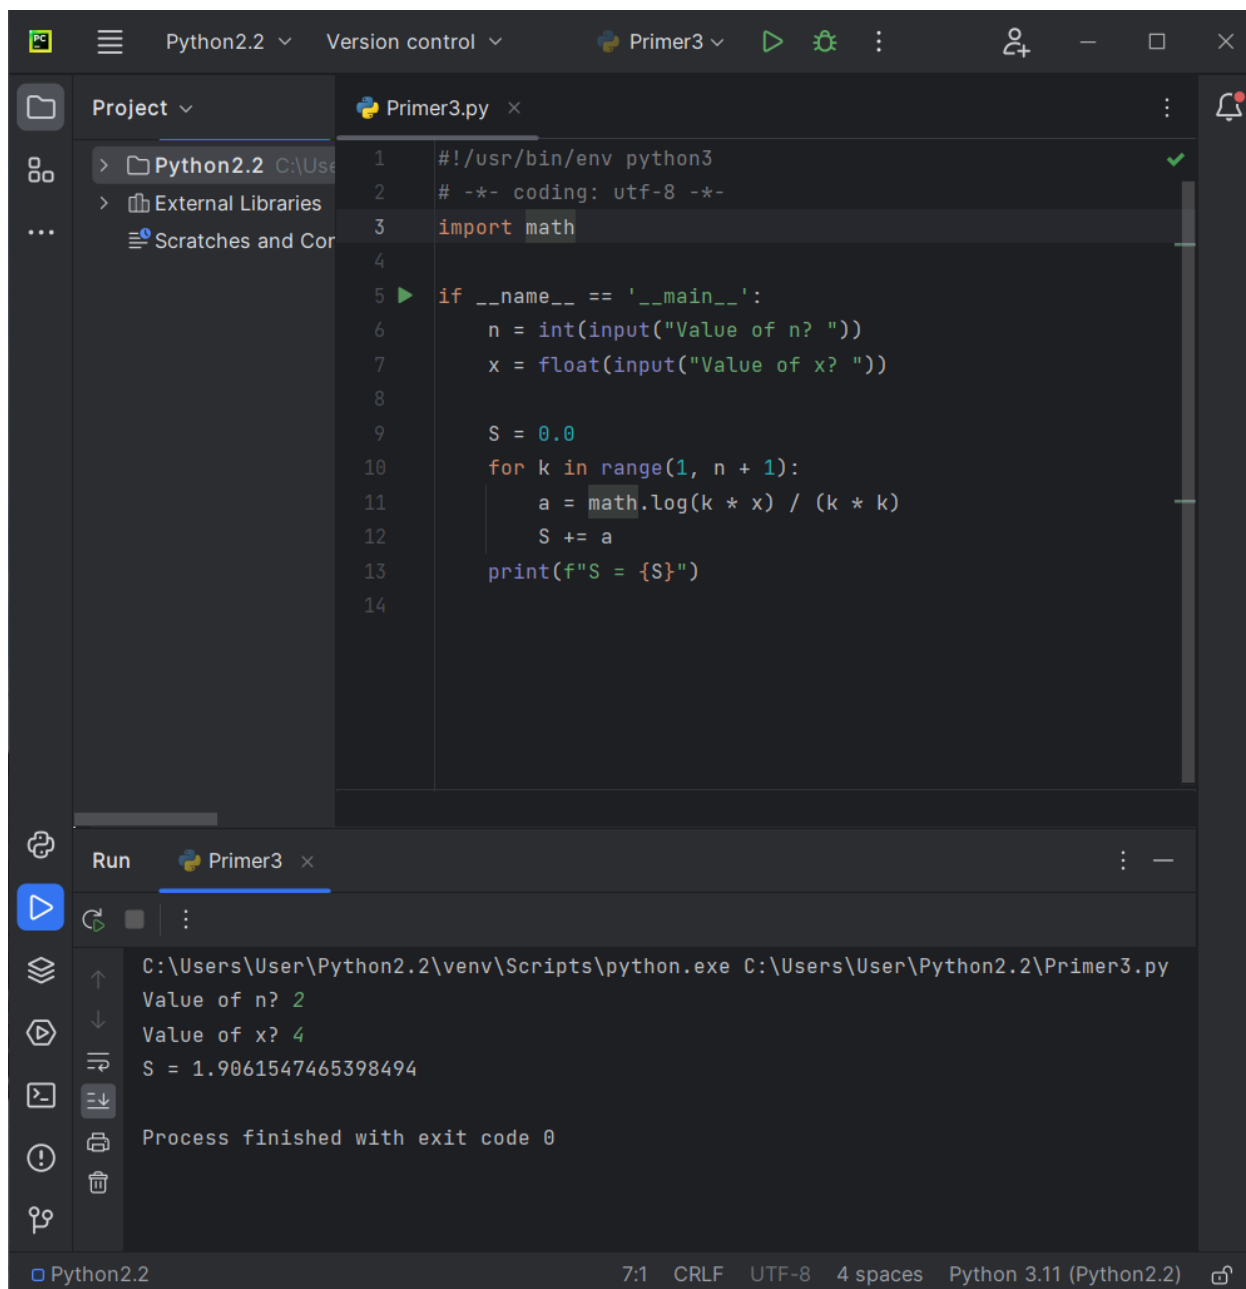 PC
Python2.2
Version control
Primer3
Project
Primer3.py
Python2.2 C:\Use
External Libraries
Scratches and Cor
1 #!/usr/bin/env python3
2 # -*- coding: utf-8 -*-
3 import math
4
5 if __name__ == '__main__':
6 n = int(input("Value of n? "))
7 x = float(input("Value of x? "))
8
9 S = 0.0
10 for k in range(1, n + 1):
11 a = math.log(k * x) / (k * k)
12 S += a
13 print(f"S = {S}")
14
Run
Primer3
C:\Users\User\Python2.2\venv\Scripts\python.exe C:\Users\User\Python2.2\Primer3.py
Value of n? 2
Value of x? 4
S = 1.9061547465398494
Process finished with exit code 0
Python2.2
7:1 CRLF UTF-8 4 spaces Python 3.11 (Python2.2)